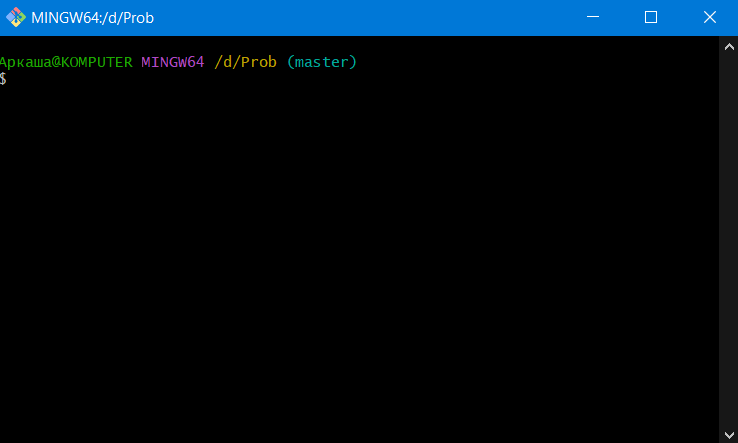 MINGW64:/d/Prob
Аркаша@KOMPUTER MINGW64 /d/Prob (master)
$